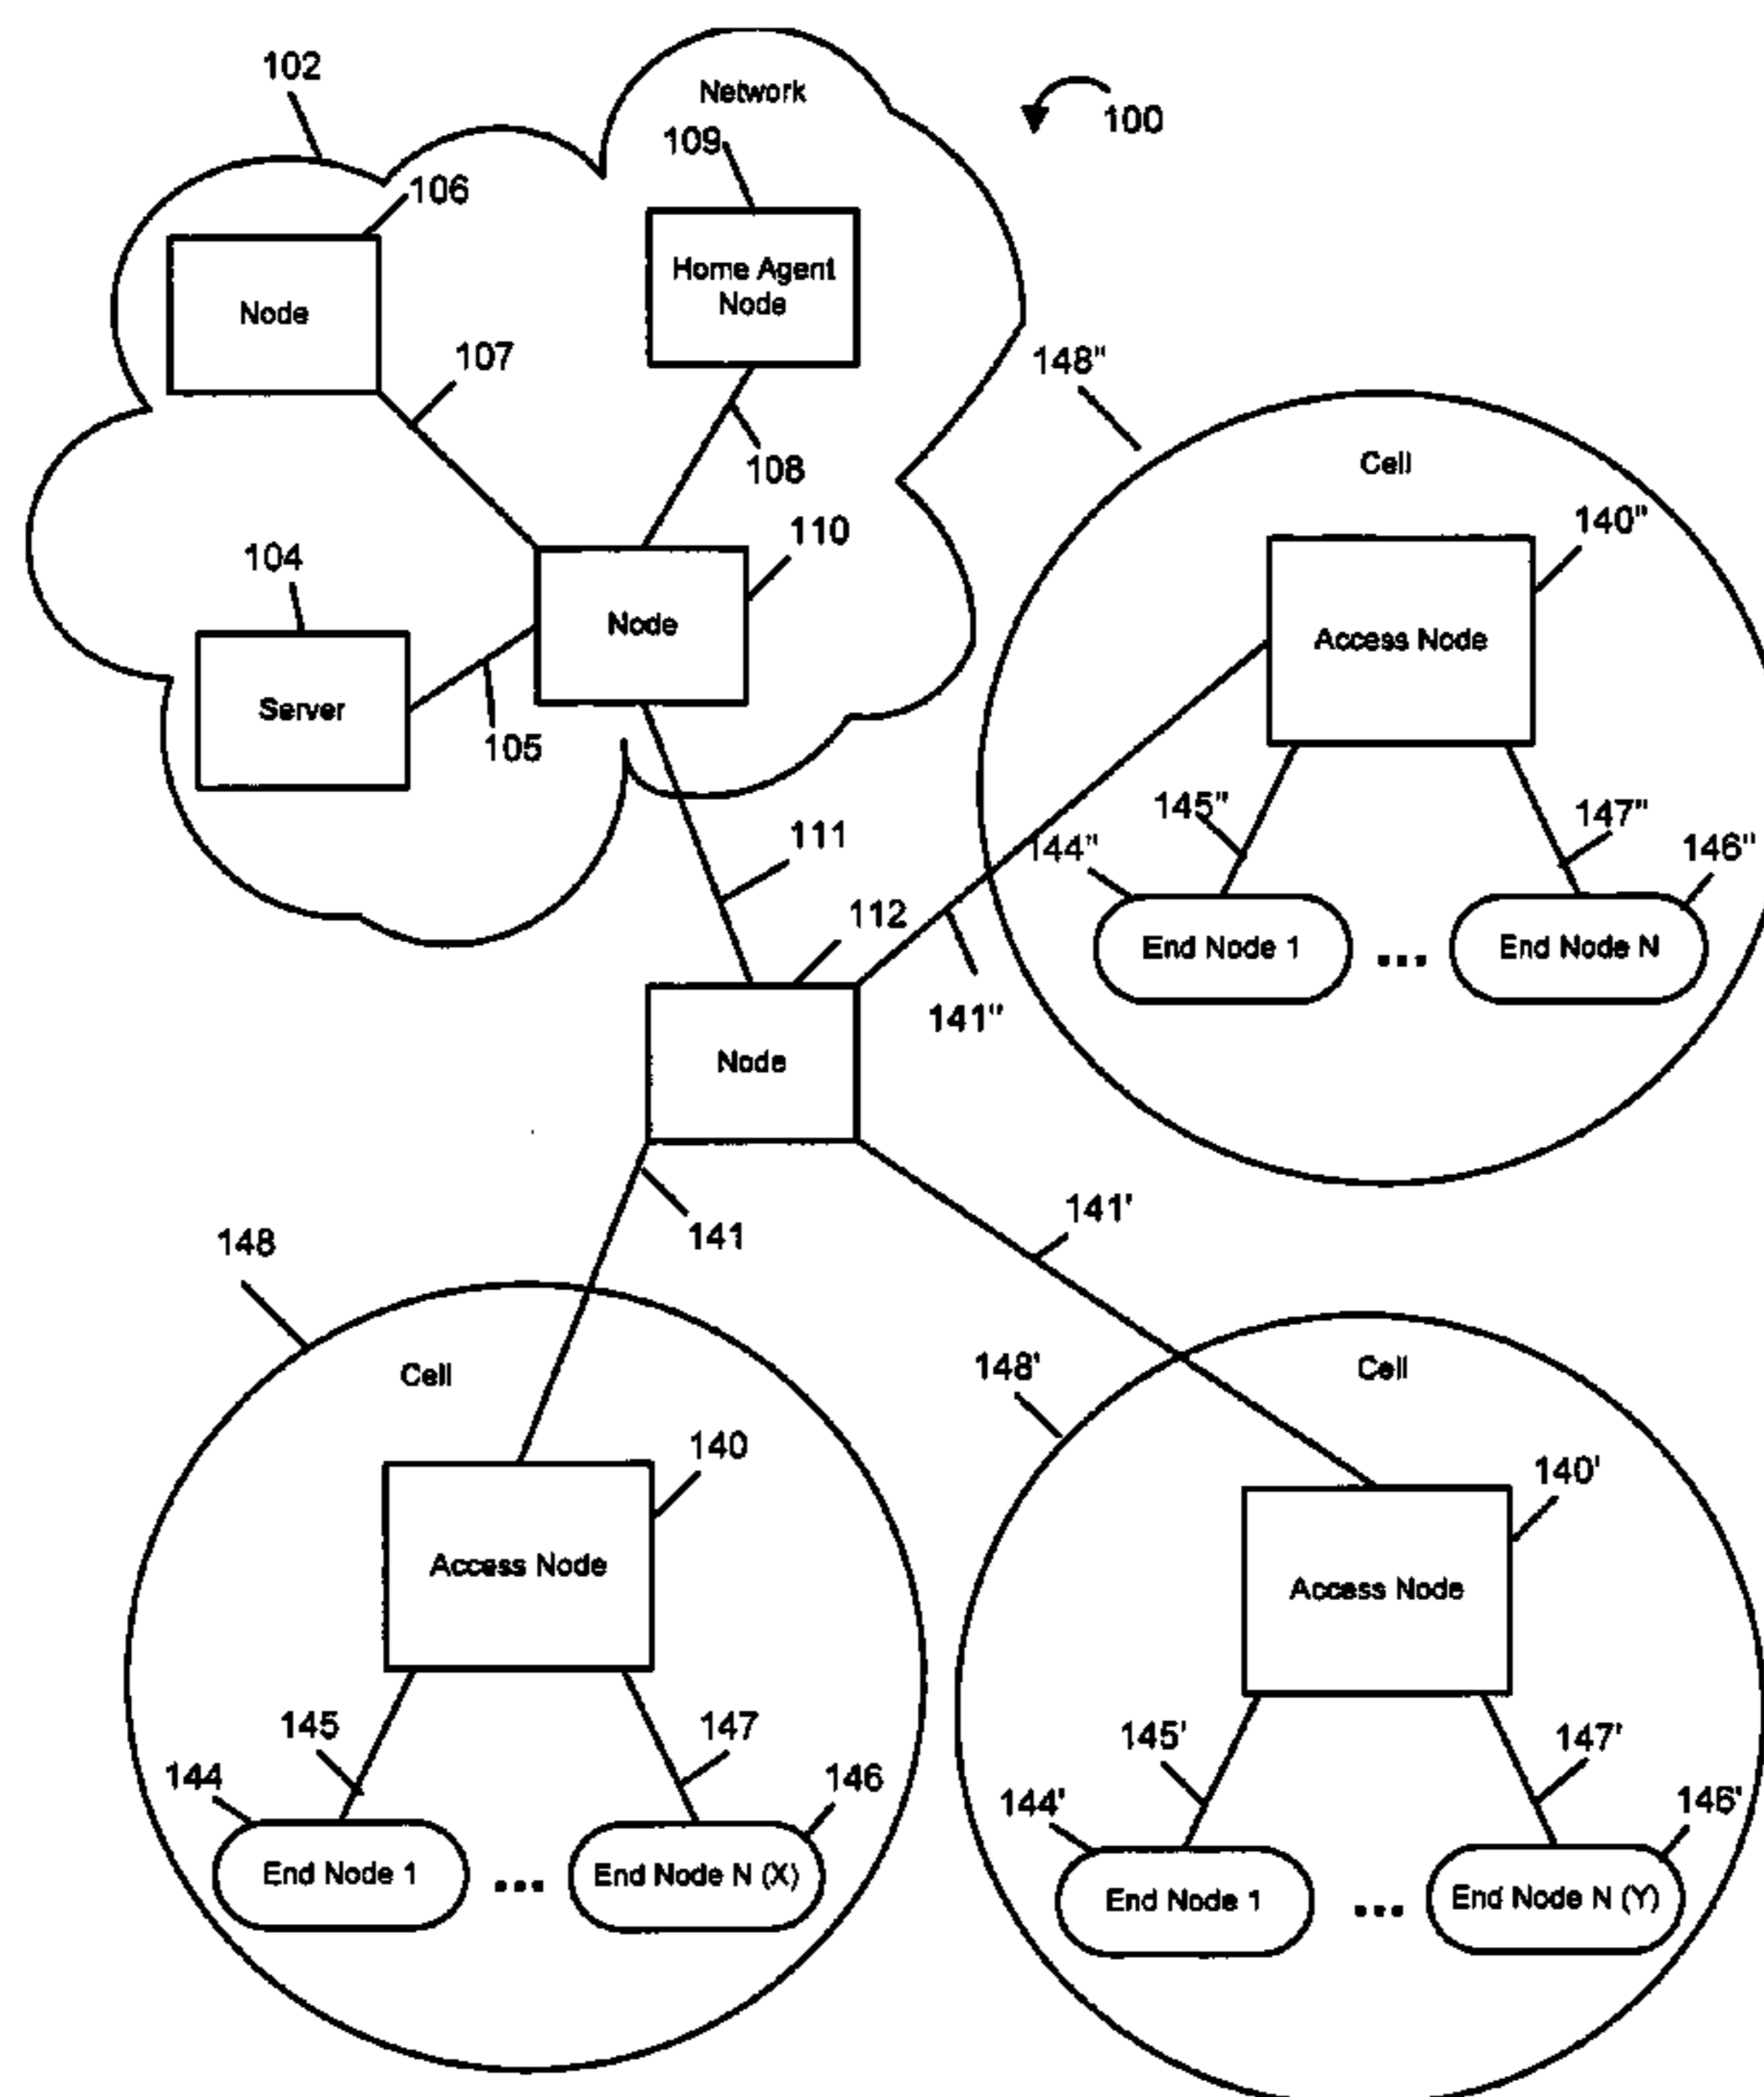 102
Network
100
109
106
Home Agent
Node
Node
107
148"
108
Cell
110
140"
104
Node
Access Node
Server
105
145"
147"
111
144"
146"
112
End Node 1
...
End Node N
141"
Node
141'
141
148
148'
Cell
Cell
140
140'
Access Node
Access Node
145
147
145'
147'
144
146
144'
146'
End Node 1
...
End Node N (X)
End Node 1
...
End Node N (Y)